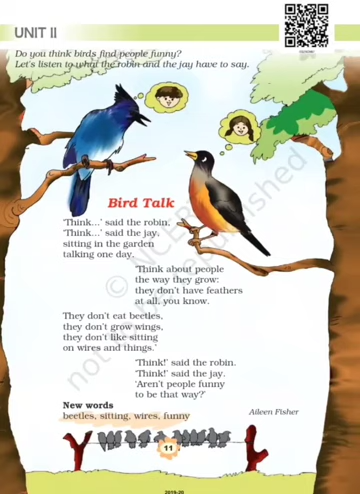 UNIT II
Do you think birds find people funny?
Let's listen to what the robin and the jay have to say.
Bird Talk
'Think...' said the robin,
'Think...' said the jay,
sitting in the garden
talking one day.
'Think about people
the way they grow:
they don't have feathers
at all, you know.
They don't eat beetles,
they don't grow wings,
they don't like sitting
on wires and things.'
'Think!' said the robin.
'Think!' said the jay.
'Aren't people funny
to be that way?'
Aileen Fisher
New words
beetles, sitting, wires, funny
11
2019-20